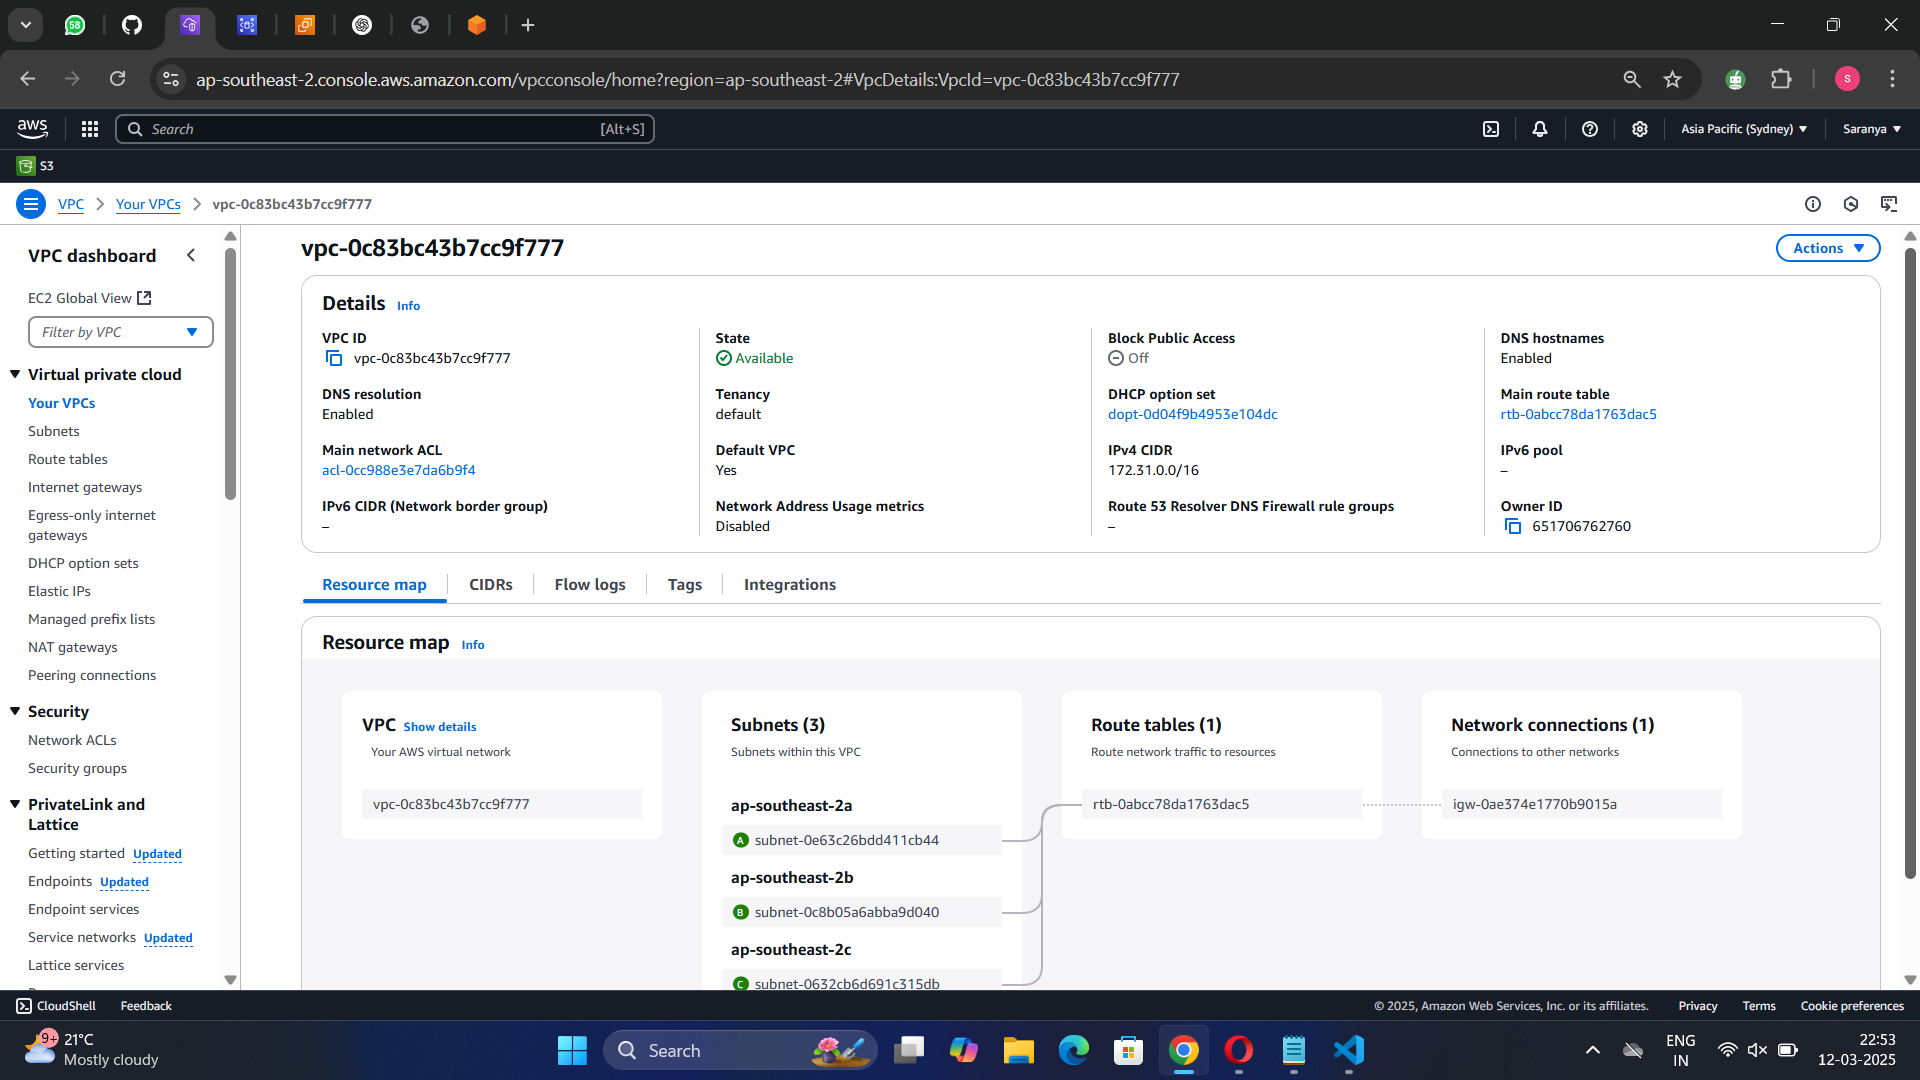 58
ap-southeast-2.console.aws.amazon.com/vpcconsole/home?region=ap-southeast-2#VpcDetails:VpcId=vpc-0c83bc43b7cc9f777
S
aws
Search
[Alt+S]
Asia Pacific (Sydney)
Saranya
S3
VPC
Your VPCs
vpc-0c83bc43b7cc9f777
VPC dashboard
EC2 Global View
Filter by VPC
Virtual private cloud
Your VPCs
Subnets
Route tables
Internet gateways
Egress-only internet
gateways
DHCP option sets
Elastic IPs
Managed prefix lists
NAT gateways
Peering connections
Security
Network ACLs
Security groups
PrivateLink and
Lattice
Getting started Updated
Endpoints Updated
Endpoint services
Service networks Updated
Lattice services
vpc-0c83bc43b7cc9f777
Actions
Details Info
VPC ID
vpc-0c83bc43b7cc9f777
State
Available
Block Public Access
Off
DNS hostnames
Enabled
DNS resolution
Enabled
Tenancy
default
DHCP option set
dopt-0d04f9b4953e104dc
Main route table
rtb-0abcc78da1763dac5
Main network ACL
acl-0cc988e3e7da6b9f4
Default VPC
Yes
IPv4 CIDR
172.31.0.0/16
IPv6 pool
–
IPv6 CIDR (Network border group)
–
Network Address Usage metrics
Disabled
Route 53 Resolver DNS Firewall rule groups
–
Owner ID
651706762760
Resource map
CIDRs
Flow logs
Tags
Integrations
Resource map Info
VPC Show details
Your AWS virtual network
vpc-0c83bc43b7cc9f777
Subnets (3)
Subnets within this VPC
ap-southeast-2a
A subnet-0e63c26bdd411cb44
ap-southeast-2b
B subnet-0c8b05a6abba9d040
ap-southeast-2c
C subnet-0632cb6d691c315db
Route tables (1)
Route network traffic to resources
rtb-0abcc78da1763dac5
Network connections (1)
Connections to other networks
igw-0ae374e1770b9015a
CloudShell
Feedback
© 2025, Amazon Web Services, Inc. or its affiliates.
Privacy
Terms
Cookie preferences
9+
21°C
Mostly cloudy
Search
ENG
IN
22:53
12-03-2025